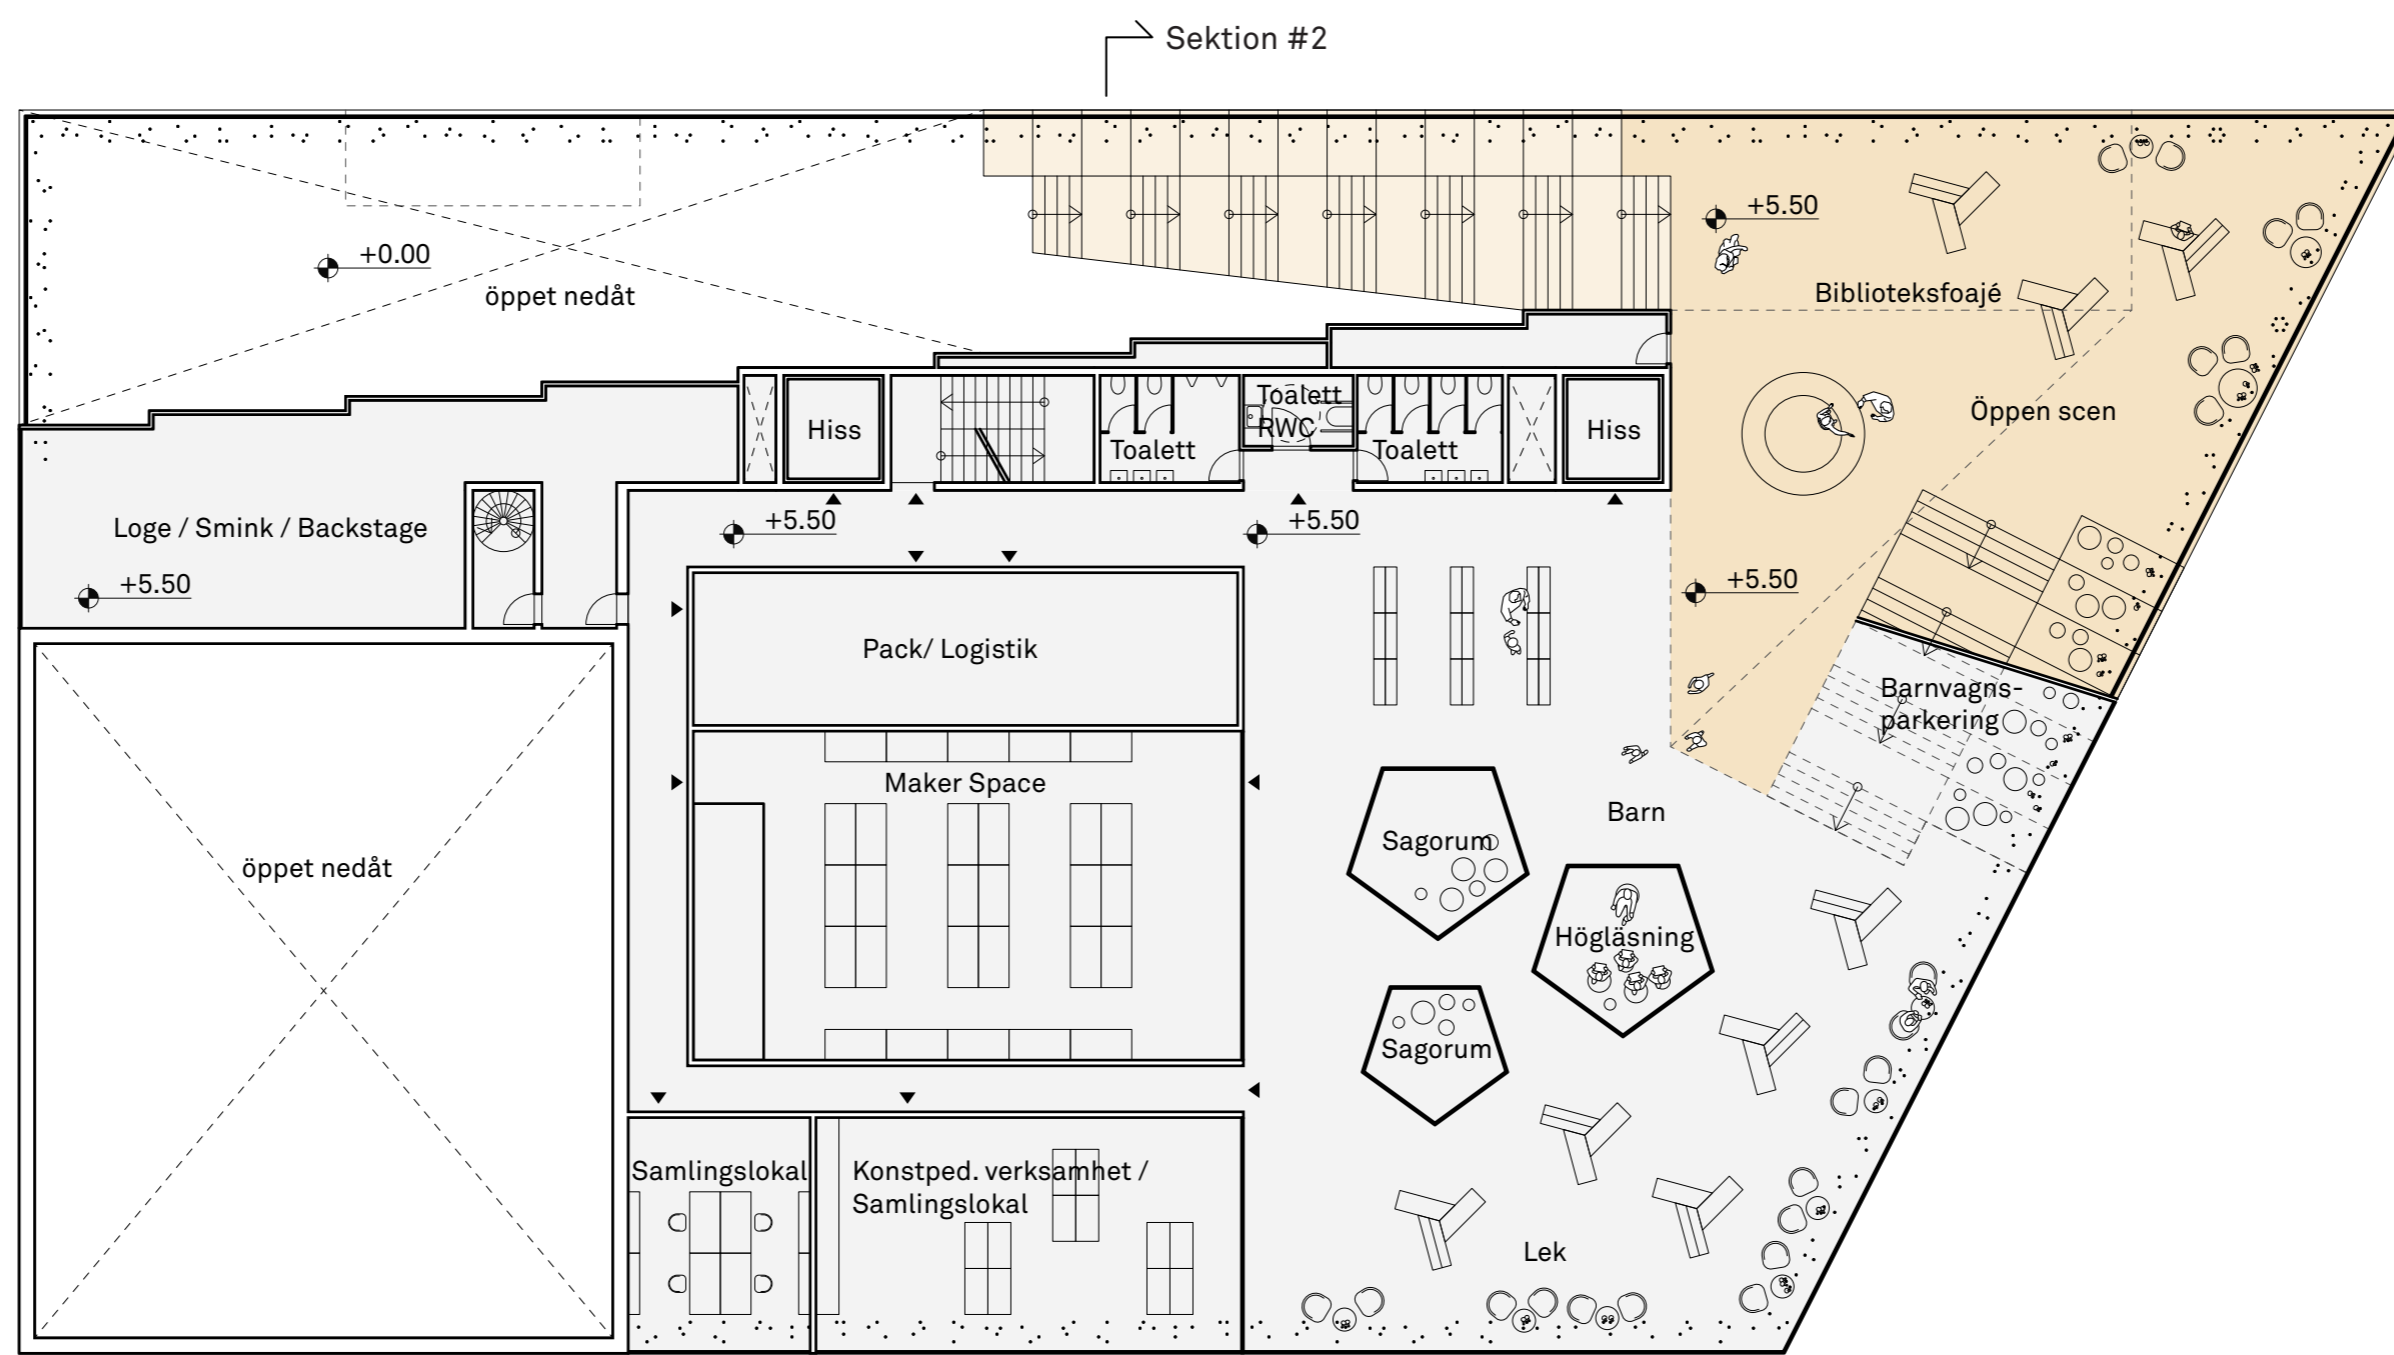 Sektion #2
+5.50
+0.00
öppet nedåt
Biblioteksfoajé
Toalett
RWC
Öppen scen
Hiss
Toalett
Toalett
Hiss
Loge / Smink / Backstage
+5.50
+5.50
+5.50
+5.50
Pack/ Logistik
Barnvagns-
parkering
Maker Space
Barn
Sagorum
öppet nedåt
Högläsning
Sagorum
Samlingslokal
Konstped. verksamhet /
Samlingslokal
Lek